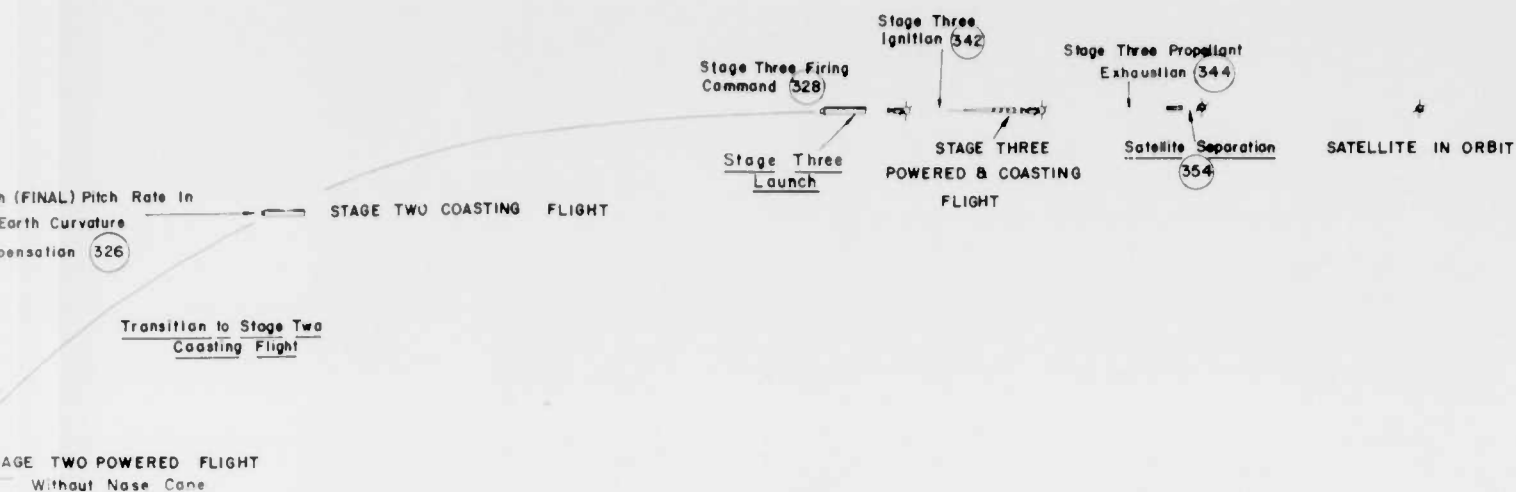 Stage Three
Ignition 342
Stage Three Firing
Command 328
Stage Three Propellant
Exhaustion 344
Stage Three
Launch
STAGE THREE
POWERED & COASTING
FLIGHT
Satellite Separation
354
SATELLITE IN ORBIT
(FINAL) Pitch Rate In
Earth Curvature
pensation 326
STAGE TWO COASTING FLIGHT
Transition to Stage Two
Coasting Flight
AGE TWO POWERED FLIGHT
Without Nose Cone